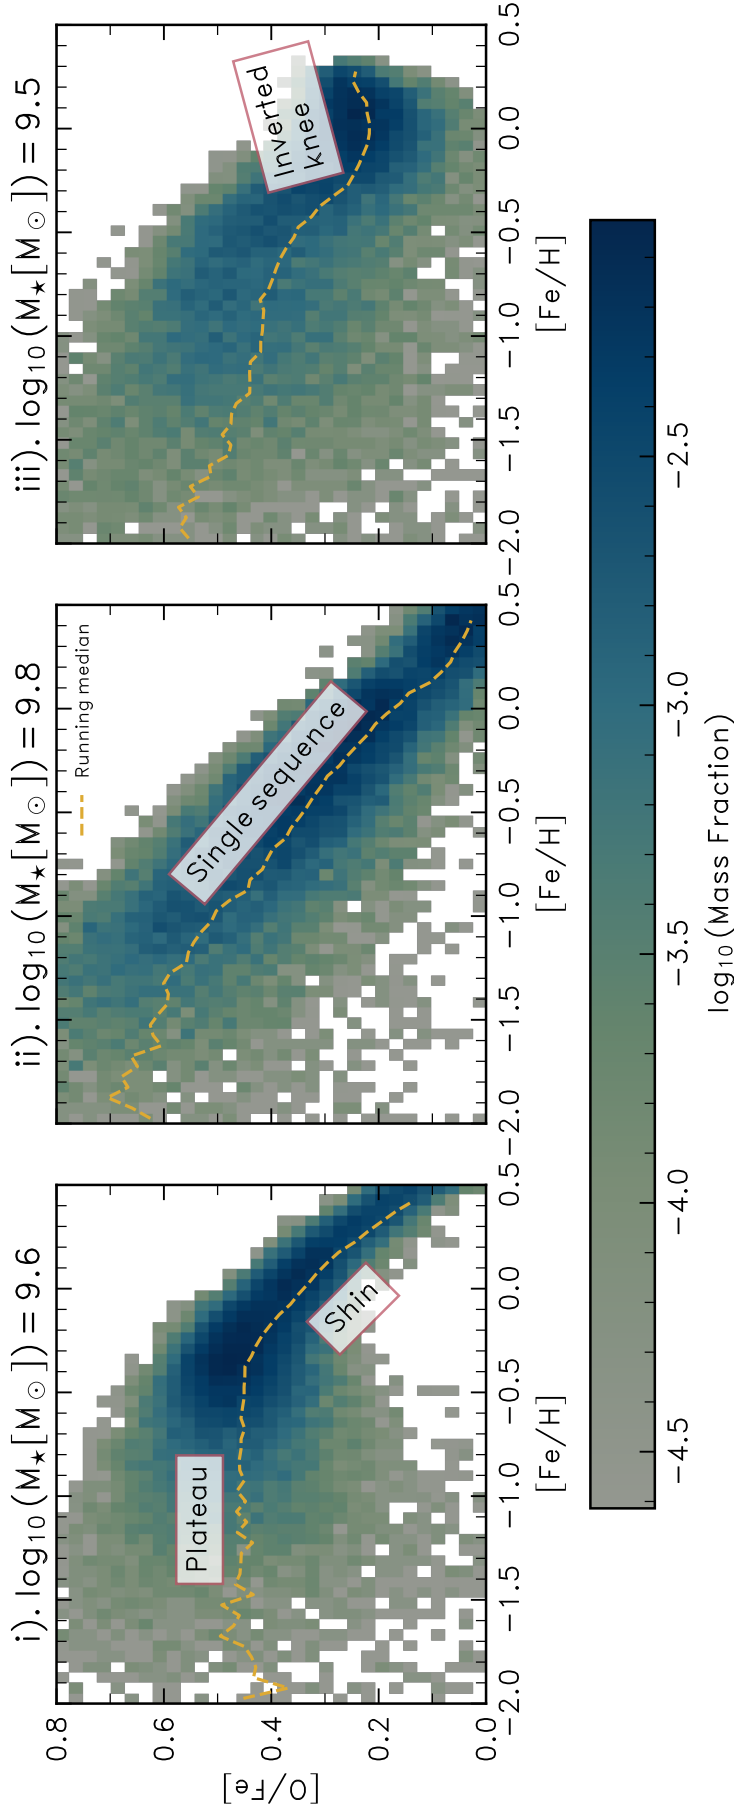 i). log₁₀(M★[M⊙]) = 9.6
ii). log₁₀(M★[M⊙]) = 9.8
iii). log₁₀(M★[M⊙]) = 9.5
[O/Fe]
0.8
0.6
0.4
0.2
0.0
Plateau
Shin
Running median
Single sequence
Inverted
knee
−2.0 −1.5 −1.0 −0.5 0.0 0.5
−2.0 −1.5 −1.0 −0.5 0.0 0.5
−2.0 −1.5 −1.0 −0.5 0.0 0.5
[Fe/H]
[Fe/H]
[Fe/H]
−4.5 −4.0 −3.5 −3.0 −2.5
log₁₀(Mass Fraction)